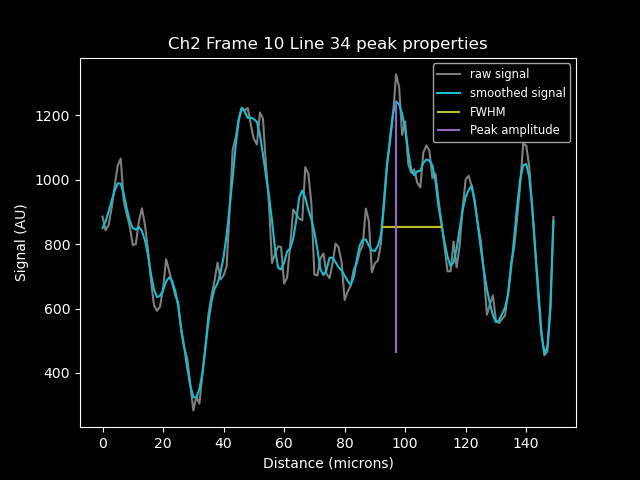 Ch2 Frame 10 Line 34 peak properties
raw signal
smoothed signal
FWHM
Peak amplitude
Signal (AU)
1200
1000
800
600
400
0 20 40 60 80 100 120 140
Distance (microns)